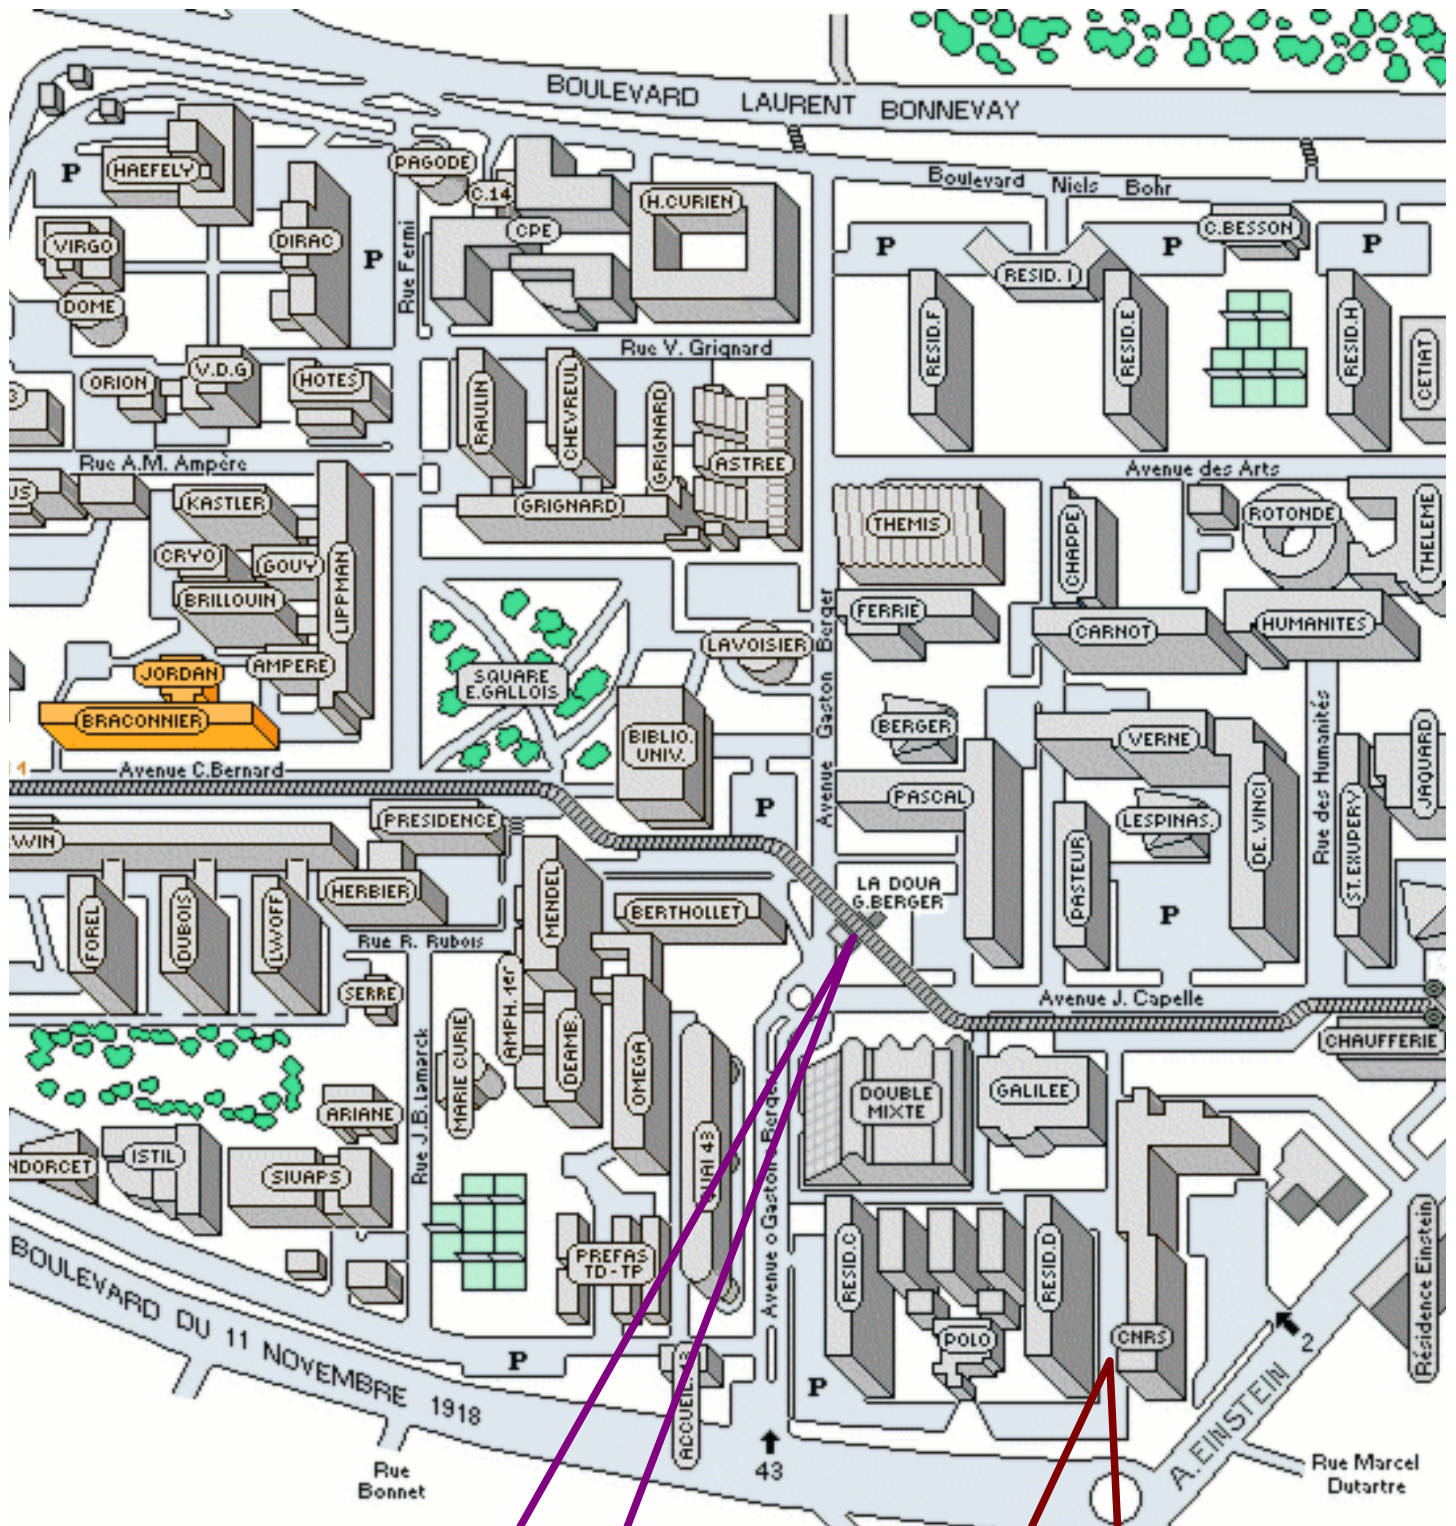 BOULEVARD LAURENT BONNEVAY
Boulevard Niels Bohr
P
HAEFELY
PAGODE
C.14
H.CURIEN
CPE
VIRGO
DIRAC
P
Rue Fermi
C.BESSON
P
P
P
RESID. I
DOME
RESID.F
RESID.E
RESID.H
CETIAT
Rue V. Grignard
ORION
V.D.G
HOTES
RAULIN
CHEVREUL
GRIGNARD
ASTREE
Rue A.M. Ampère
Avenue des Arts
US
KASTLER
GRIGNARD
THEMIS
CHAPPE
ROTONDE
THELEME
CRYO
GOUY
LIPPMAN
BRILLOUIN
FERRIE
CARNOT
HUMANITES
AMPERE
JORDAN
BRACONNIER
SQUARE
E.GALLOIS
LAVOISIER
Avenue Gaston Berger
BIBLIO.
UNIV.
BERGER
VERNE
Rue des Humanités
JAQUARD
1
Avenue C.Bernard
P
PASCAL
LESPINAS.
DE.VINCI
ST.EXUPERY
PRESIDENCE
WIN
HERBIER
MENDEL
BERTHOLLET
LA DOUA
G.BERGER
PASTEUR
P
FOREL
DUBOIS
LWOFF
Rue R. Rubois
SERRE
AMPH. 1er
DEAMB.
OMEGA
Avenue J. Capelle
CHAUFFERIE
Rue J.B. Lamarck
MARIE CURIE
DOUBLE
MIXTE
GALILEE
ARIANE
NDORCET
ISTIL
SIUAPS
QUAI 43
Avenue Gaston Berger
PREFAS
TD-TP
RESID.C
RESID.D
POLO
CNRS
2
Résidence Einstein
BOULEVARD DU 11 NOVEMBRE 1918
P
ACCUEIL
P
43
A.EINSTEIN
Rue
Bonnet
Rue Marcel
Dutartre